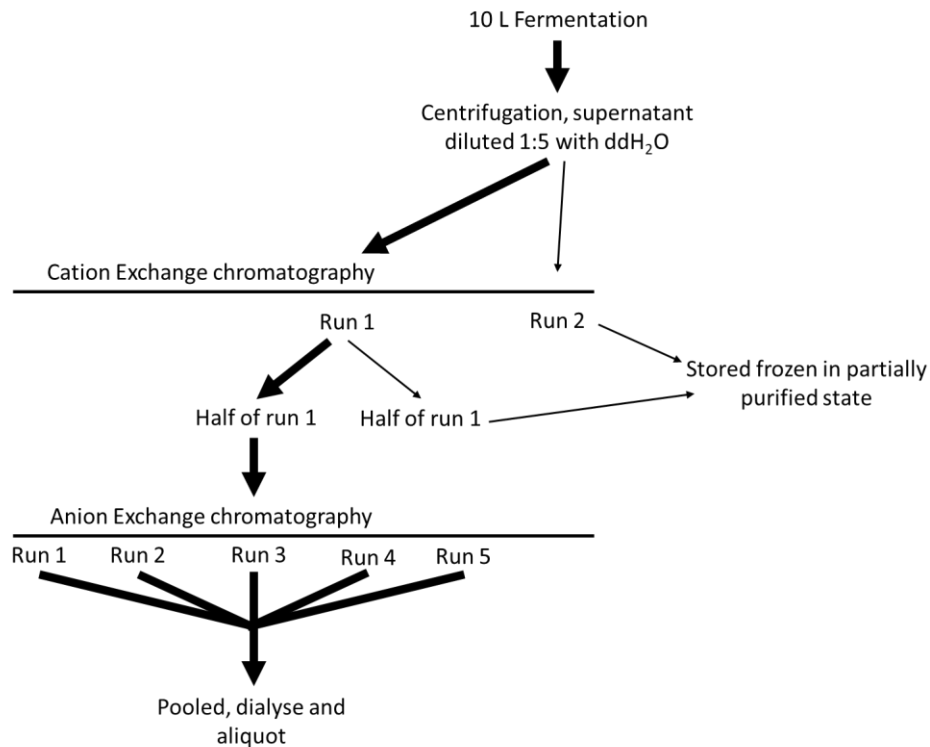 10 L Fermentation
Centrifugation, supernatant
diluted 1:5 with ddH₂O
Cation Exchange chromatography
Run 1
Run 2
Stored frozen in partially
purified state
Half of run 1
Half of run 1
Anion Exchange chromatography
Run 1
Run 2
Run 3
Run 4
Run 5
Pooled, dialyse and
aliquot